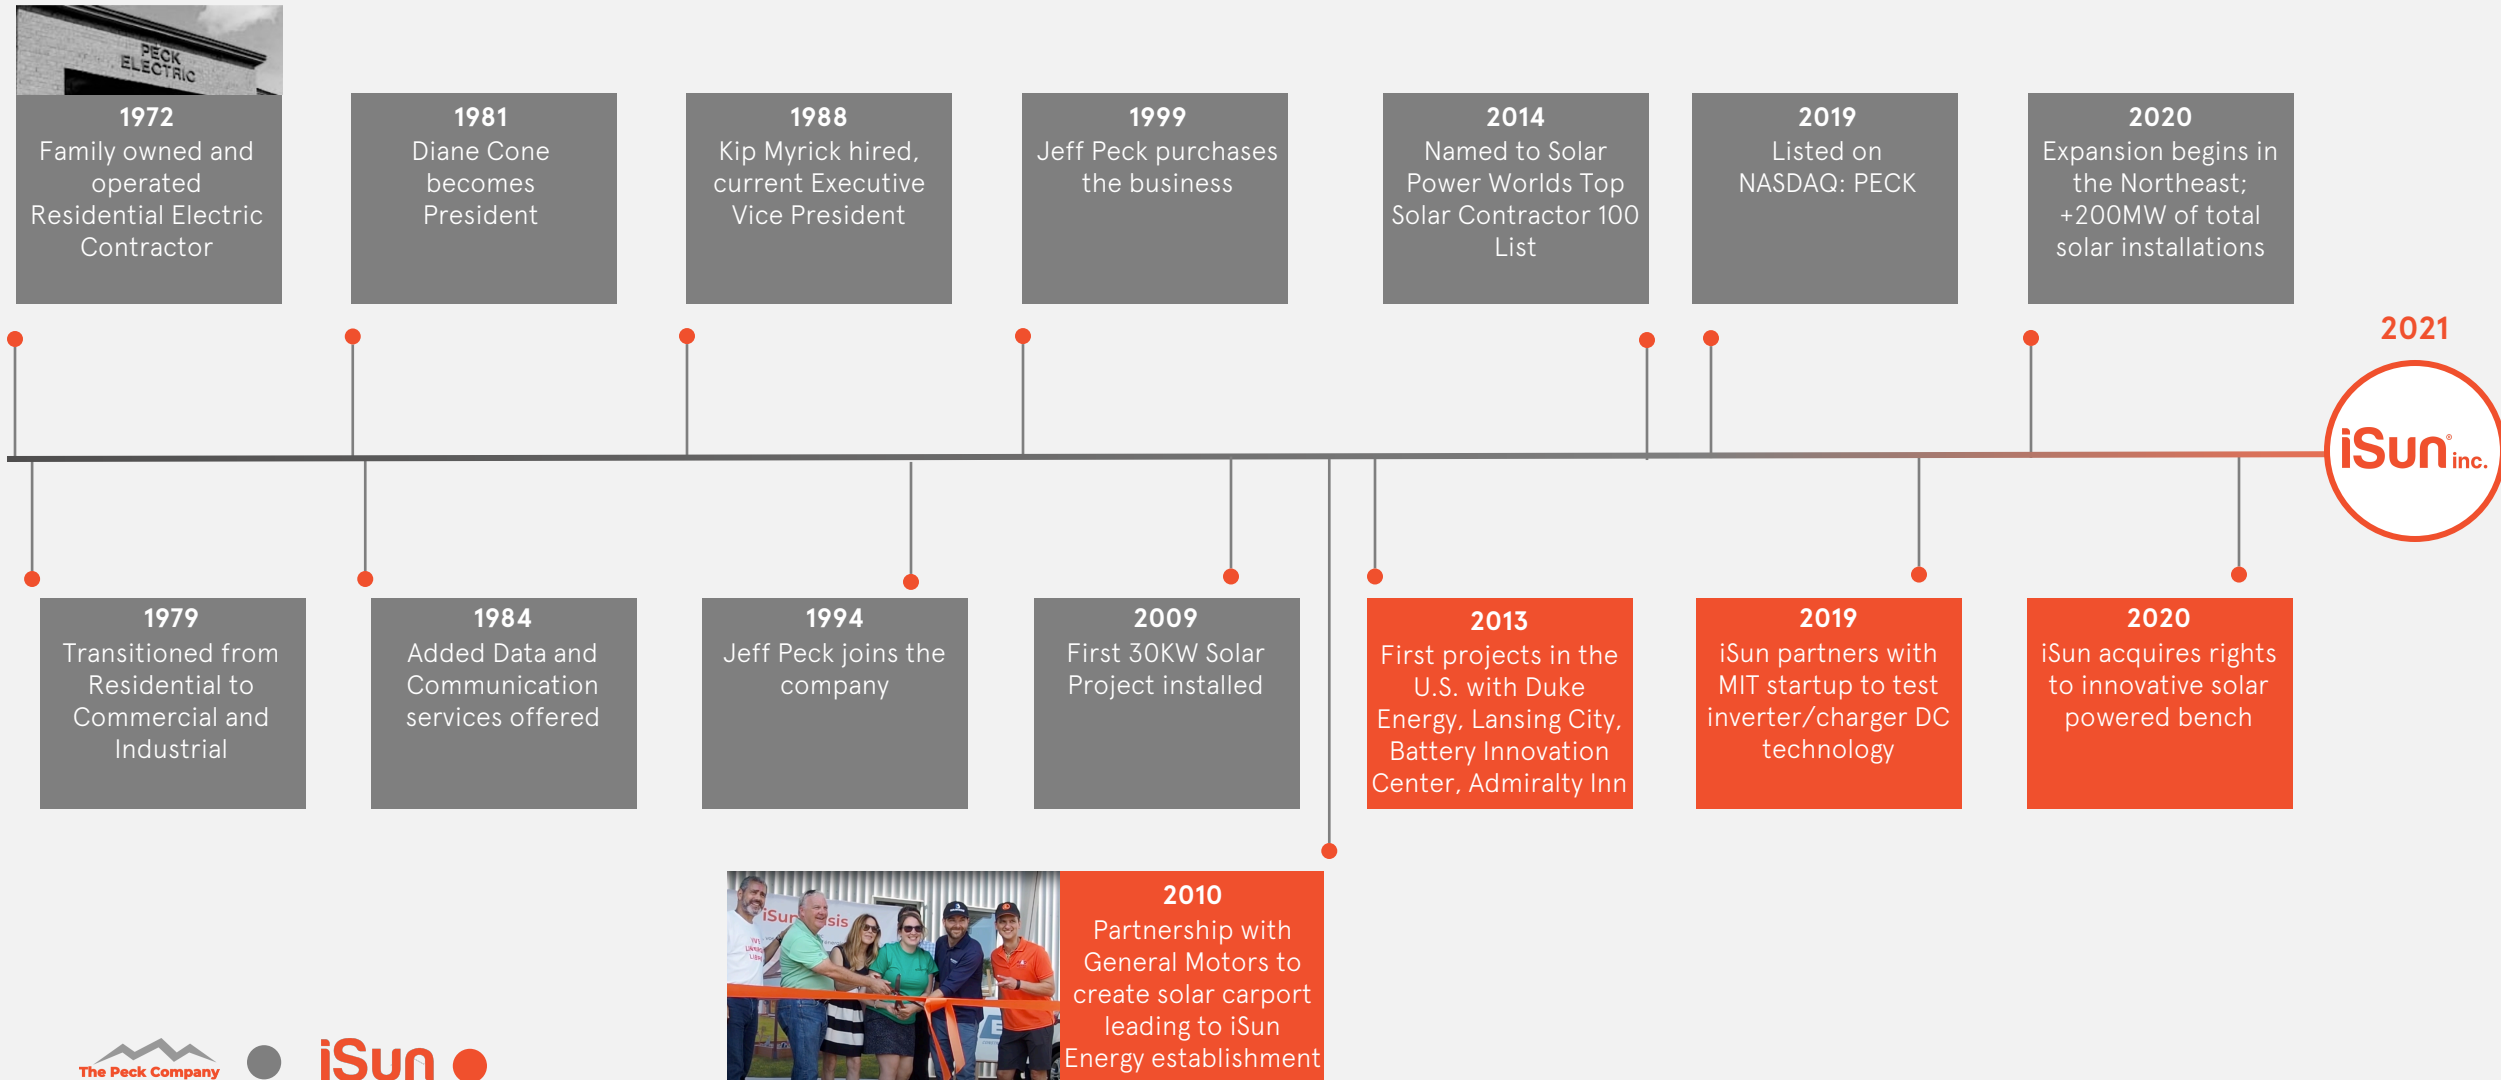 PECK
ELECTRIC
1972
Family owned and
operated
Residential Electric
Contractor
1981
Diane Cone
becomes
President
1988
Kip Myrick hired,
current Executive
Vice President
1999
Jeff Peck purchases
the business
2014
Named to Solar
Power Worlds Top
Solar Contractor 100
List
2019
Listed on
NASDAQ: PECK
2020
Expansion begins in
the Northeast;
+200MW of total
solar installations
2021
iSun® inc.
1979
Transitioned from
Residential to
Commercial and
Industrial
1984
Added Data and
Communication
services offered
1994
Jeff Peck joins the
company
2009
First 30KW Solar
Project installed
2013
First projects in the
U.S. with Duke
Energy, Lansing City,
Battery Innovation
Center, Admiralty Inn
2019
iSun partners with
MIT startup to test
inverter/charger DC
technology
2020
iSun acquires rights
to innovative solar
powered bench
2010
Partnership with
General Motors to
create solar carport
leading to iSun
Energy establishment
The Peck Company
iSun